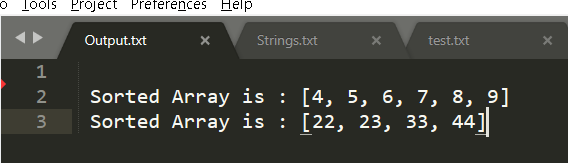 Tools Project Preferences Help
Output.txt × Strings.txt × test.txt ×
1
2 Sorted Array is : [4, 5, 6, 7, 8, 9]
3 Sorted Array is : [22, 23, 33, 44]